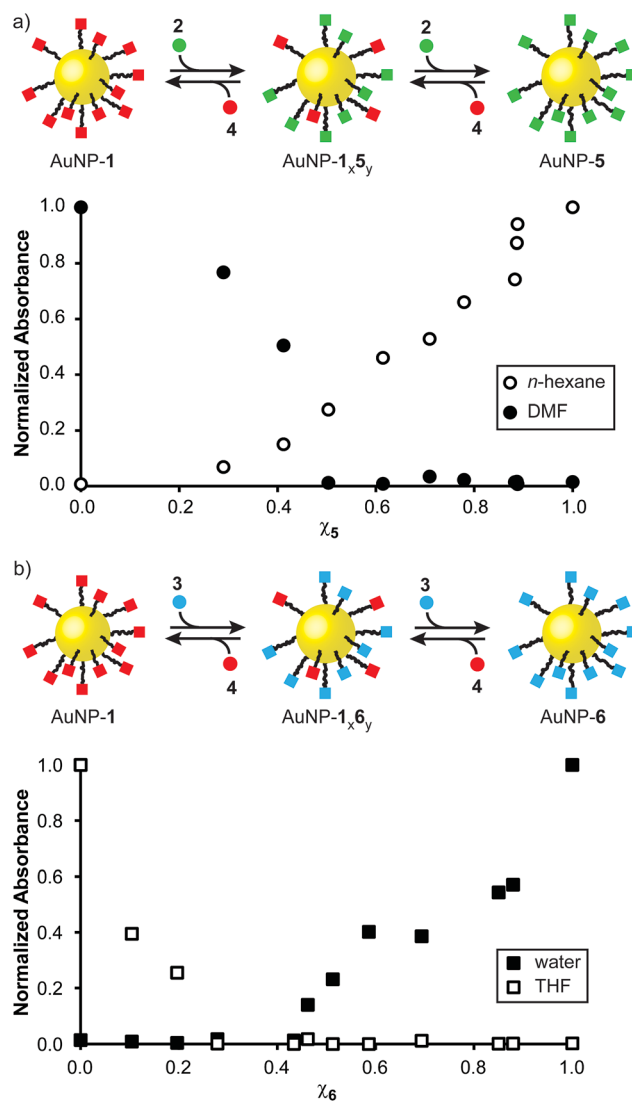 a)
2
2
4
4
AuNP-1
AuNP-1x5y
AuNP-5
1.0
0.8
0.6
0.4
0.2
0.0
Normalized Absorbance
n-hexane
DMF
0.0 0.2 0.4 0.6 0.8 1.0
χ5
b)
3
3
4
4
AuNP-1
AuNP-1x6y
AuNP-6
1.0
0.8
0.6
0.4
0.2
0.0
Normalized Absorbance
water
THF
0.0 0.2 0.4 0.6 0.8 1.0
χ6